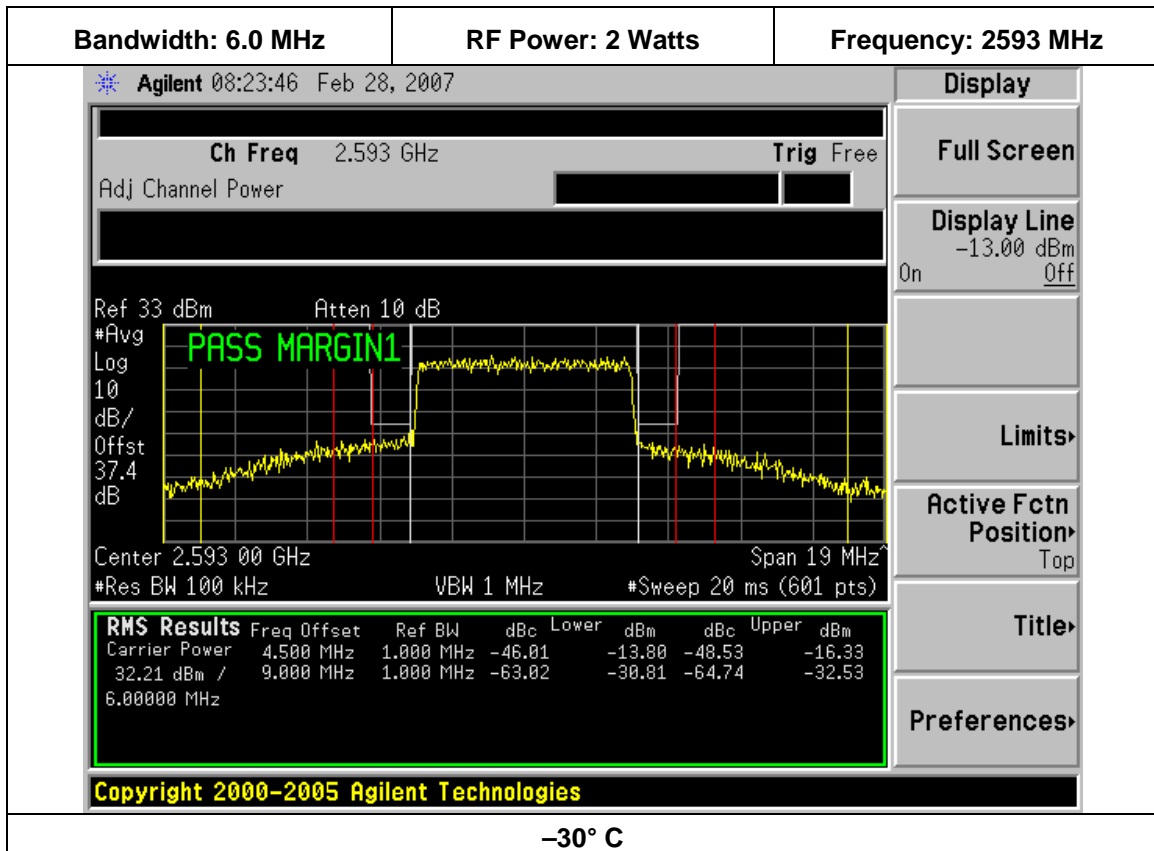 Bandwidth: 6.0 MHz RF Power: 2 Watts Frequency: 2593 MHz
Agilent 08:23:46 Feb 28, 2007 Display
Ch Freq 2.593 GHz Trig Free
Adj Channel Power
Full Screen
Display Line
-13.00 dBm
On Off
Ref 33 dBm Atten 10 dB
#Avg
Log
10
dB/
Offst
37.4
dB
PASS MARGIN1
Limits
Active Fctn
Position
Top
Center 2.593 00 GHz Span 19 MHz^
#Res BW 100 kHz VBW 1 MHz #Sweep 20 ms (601 pts)
RMS Results Freq Offset Ref BW dBc Lower dBm dBc Upper dBm
Carrier Power 4.500 MHz 1.000 MHz -46.01 -13.80 -48.53 -16.33
32.21 dBm / 9.000 MHz 1.000 MHz -63.02 -30.81 -64.74 -32.53
6.00000 MHz
Title
Preferences
Copyright 2000-2005 Agilent Technologies
–30° C